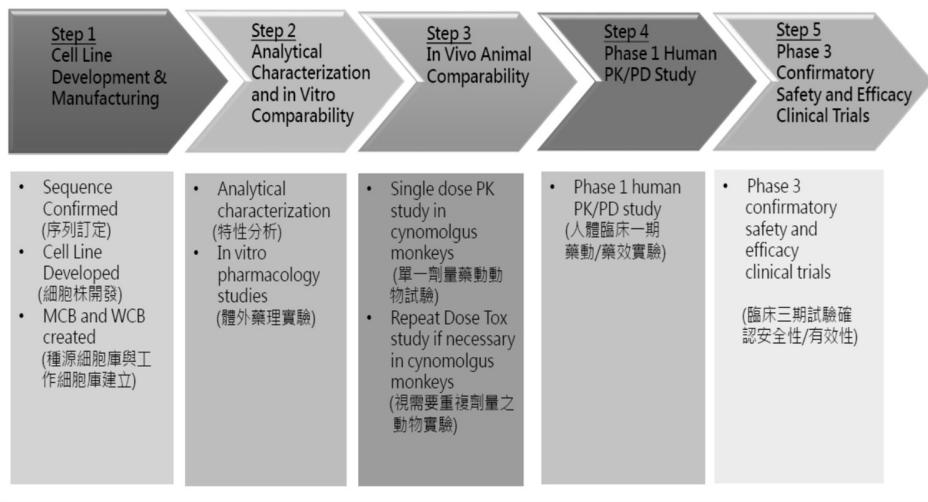 Step 1
Cell Line
Development &
Manufacturing
Step 2
Analytical
Characterization
and in Vitro
Comparability
Step 3
In Vivo Animal
Comparability
Step 4
Phase 1 Human
PK/PD Study
Step 5
Phase 3
Confirmatory
Safety and Efficacy
Clinical Trials
• Sequence
Confirmed
(序列訂定)
• Cell Line
Developed
(細胞株開發)
• MCB and WCB
created
(種源細胞庫與工
作細胞庫建立)
• Analytical
characterization
(特性分析)
• In vitro
pharmacology
studies
(體外藥理實驗)
• Single dose PK
study in
cynomolgus
monkeys
(單一劑量藥動動
物試驗)
• Repeat Dose Tox
study if necessary
in cynomolgus
monkeys
(視需要重複劑量之
動物實驗)
• Phase 1 human
PK/PD study
(人體臨床一期
藥動/藥效實驗)
• Phase 3
confirmatory
safety and
efficacy
clinical trials
(臨床三期試驗確
認安全性/有效性)